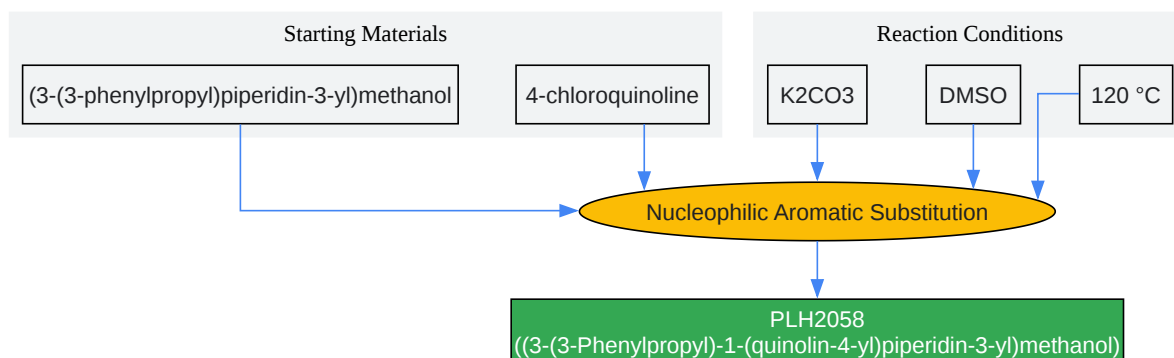 Starting Materials
Reaction Conditions
(3-(3-phenylpropyl)piperidin-3-yl)methanol
4-chloroquinoline
K2CO3
DMSO
120 °C
Nucleophilic Aromatic Substitution
PLH2058
((3-(3-Phenylpropyl)-1-(quinolin-4-yl)piperidin-3-yl)methanol)